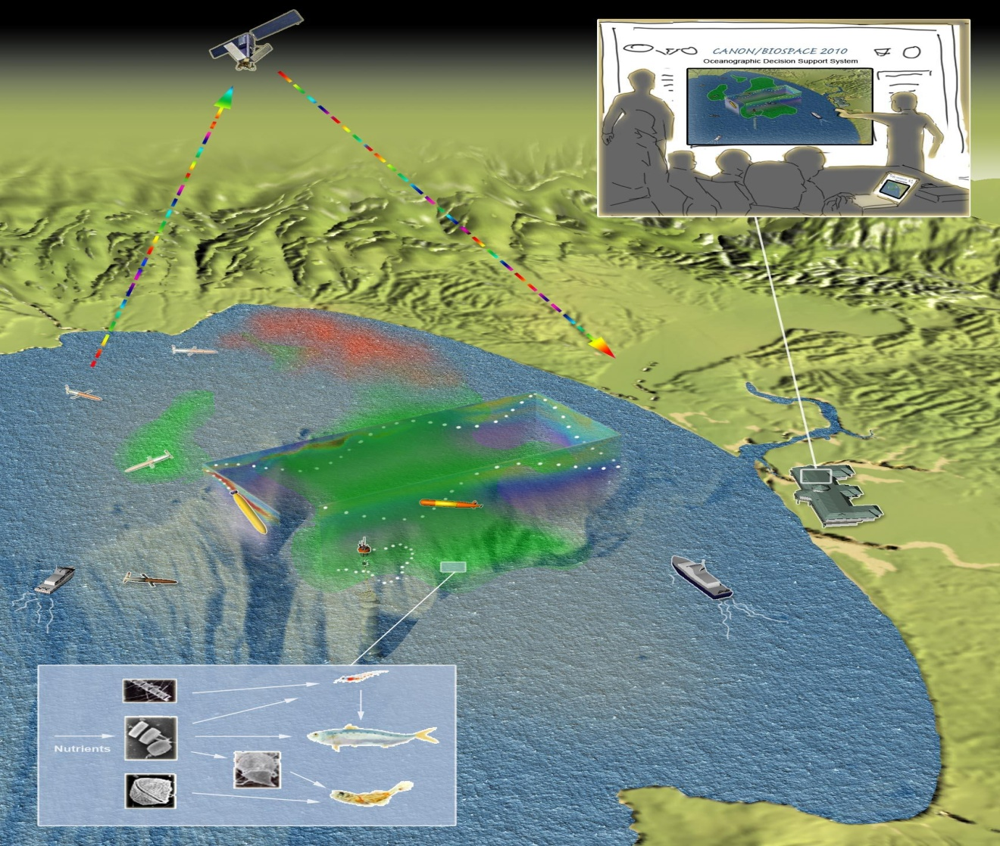 CANON/BIOSPACE 2010
Oceanographic Decision Support System
Nutrients